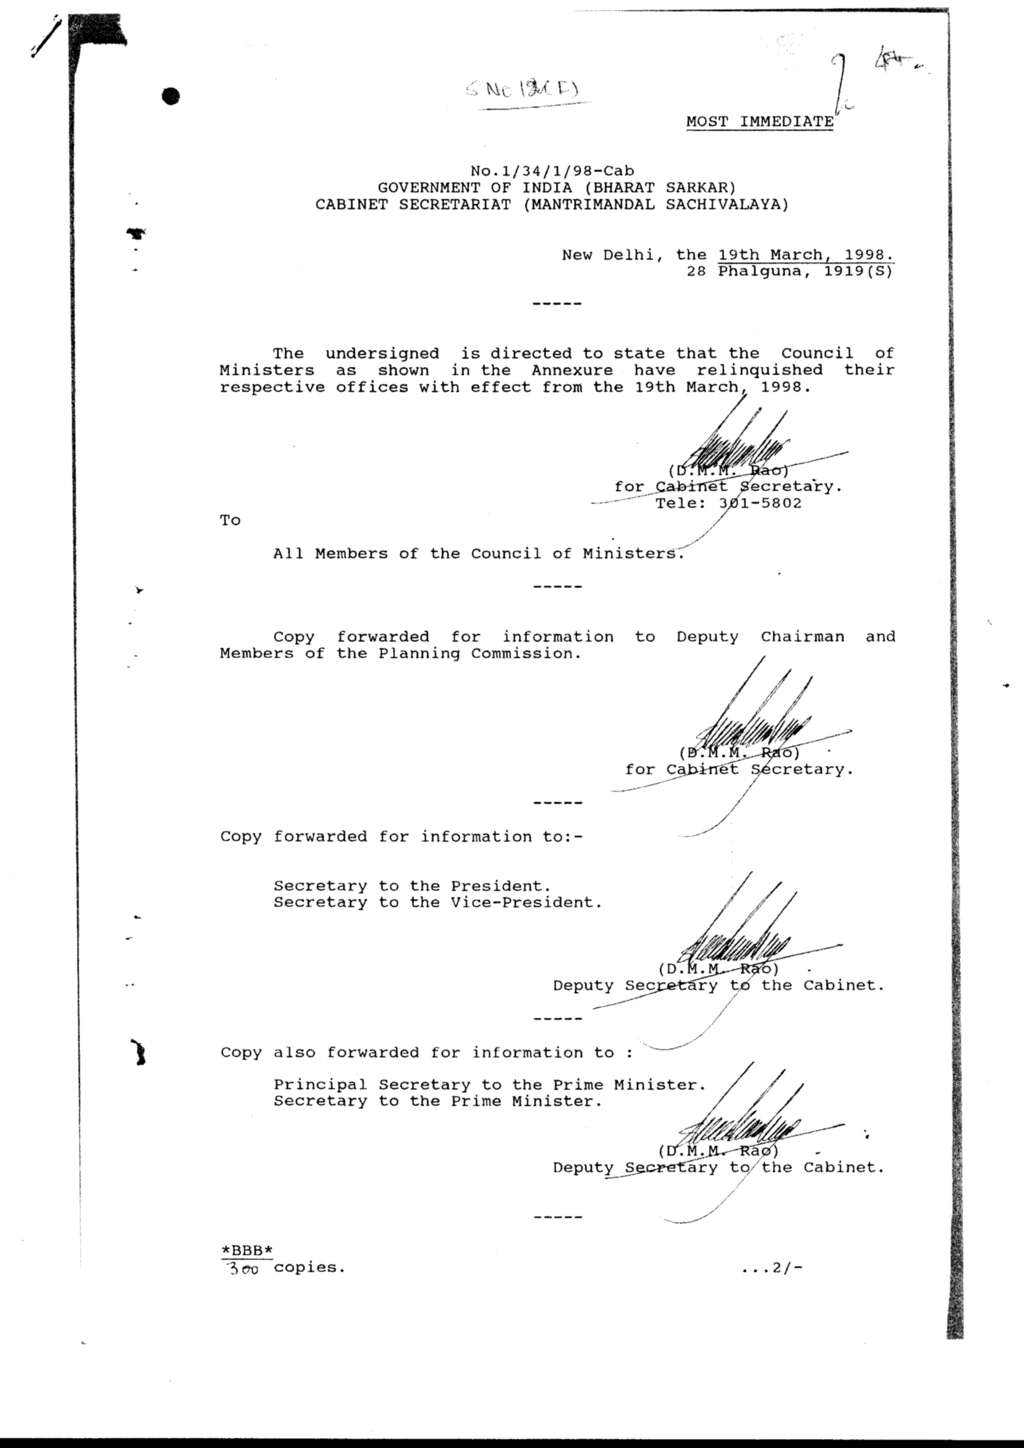 S No 12(F)
MOST IMMEDIATE
No.1/34/1/98-Cab
GOVERNMENT OF INDIA (BHARAT SARKAR)
CABINET SECRETARIAT (MANTRIMANDAL SACHIVALAYA)
New Delhi, the 19th March, 1998.
28 Phalguna, 1919(S)
-----
The undersigned is directed to state that the Council of
Ministers as shown in the Annexure have relinquished their
respective offices with effect from the 19th March, 1998.
(D.M.M. Rao)
for Cabinet Secretary.
Tele: 301-5802
To
All Members of the Council of Ministers.
-----
Copy forwarded for information to Deputy Chairman and
Members of the Planning Commission.
(D.M.M. Rao)
for Cabinet Secretary.
-----
Copy forwarded for information to:-
Secretary to the President.
Secretary to the Vice-President.
(D.M.M. Rao)
Deputy Secretary to the Cabinet.
-----
Copy also forwarded for information to :
Principal Secretary to the Prime Minister.
Secretary to the Prime Minister.
(D.M.M. Rao)
Deputy Secretary to the Cabinet.
-----
*BBB*
300 copies.
...2/-